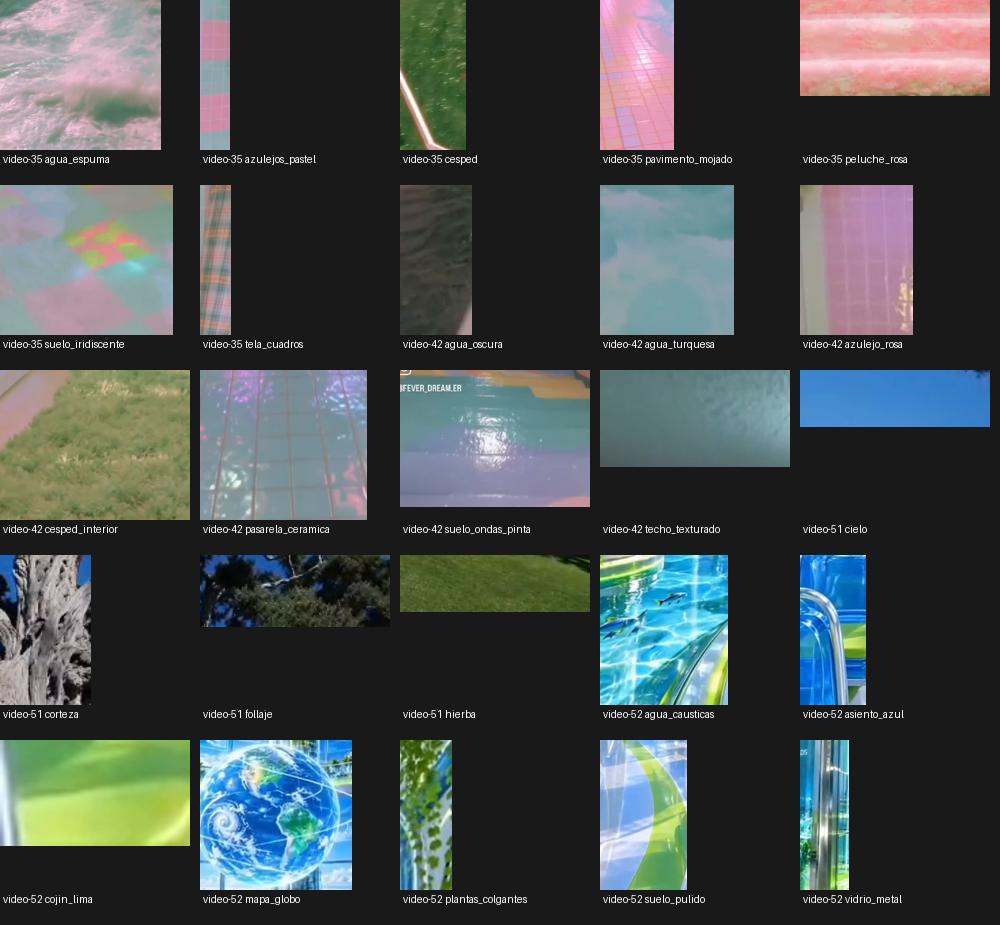 video-35 agua_espuma
video-35 azulejos_pastel
video-35 cesped
video-35 pavimento_mojado
video-35 peluche_rosa
video-35 suelo_iridiscente
video-35 tela_cuadros
video-42 agua_oscura
video-42 agua_turquesa
video-42 azulejo_rosa
FEVER_DREAM.ER
video-42 cesped_interior
video-42 pasarela_ceramica
video-42 suelo_ondas_pinta
video-42 techo_texturado
video-51 cielo
video-51 corteza
video-51 follaje
video-51 hierba
video-52 agua_causticas
video-52 asiento_azul
video-52 cojin_lima
video-52 mapa_globo
video-52 plantas_colgantes
video-52 suelo_pulido
video-52 vidrio_metal